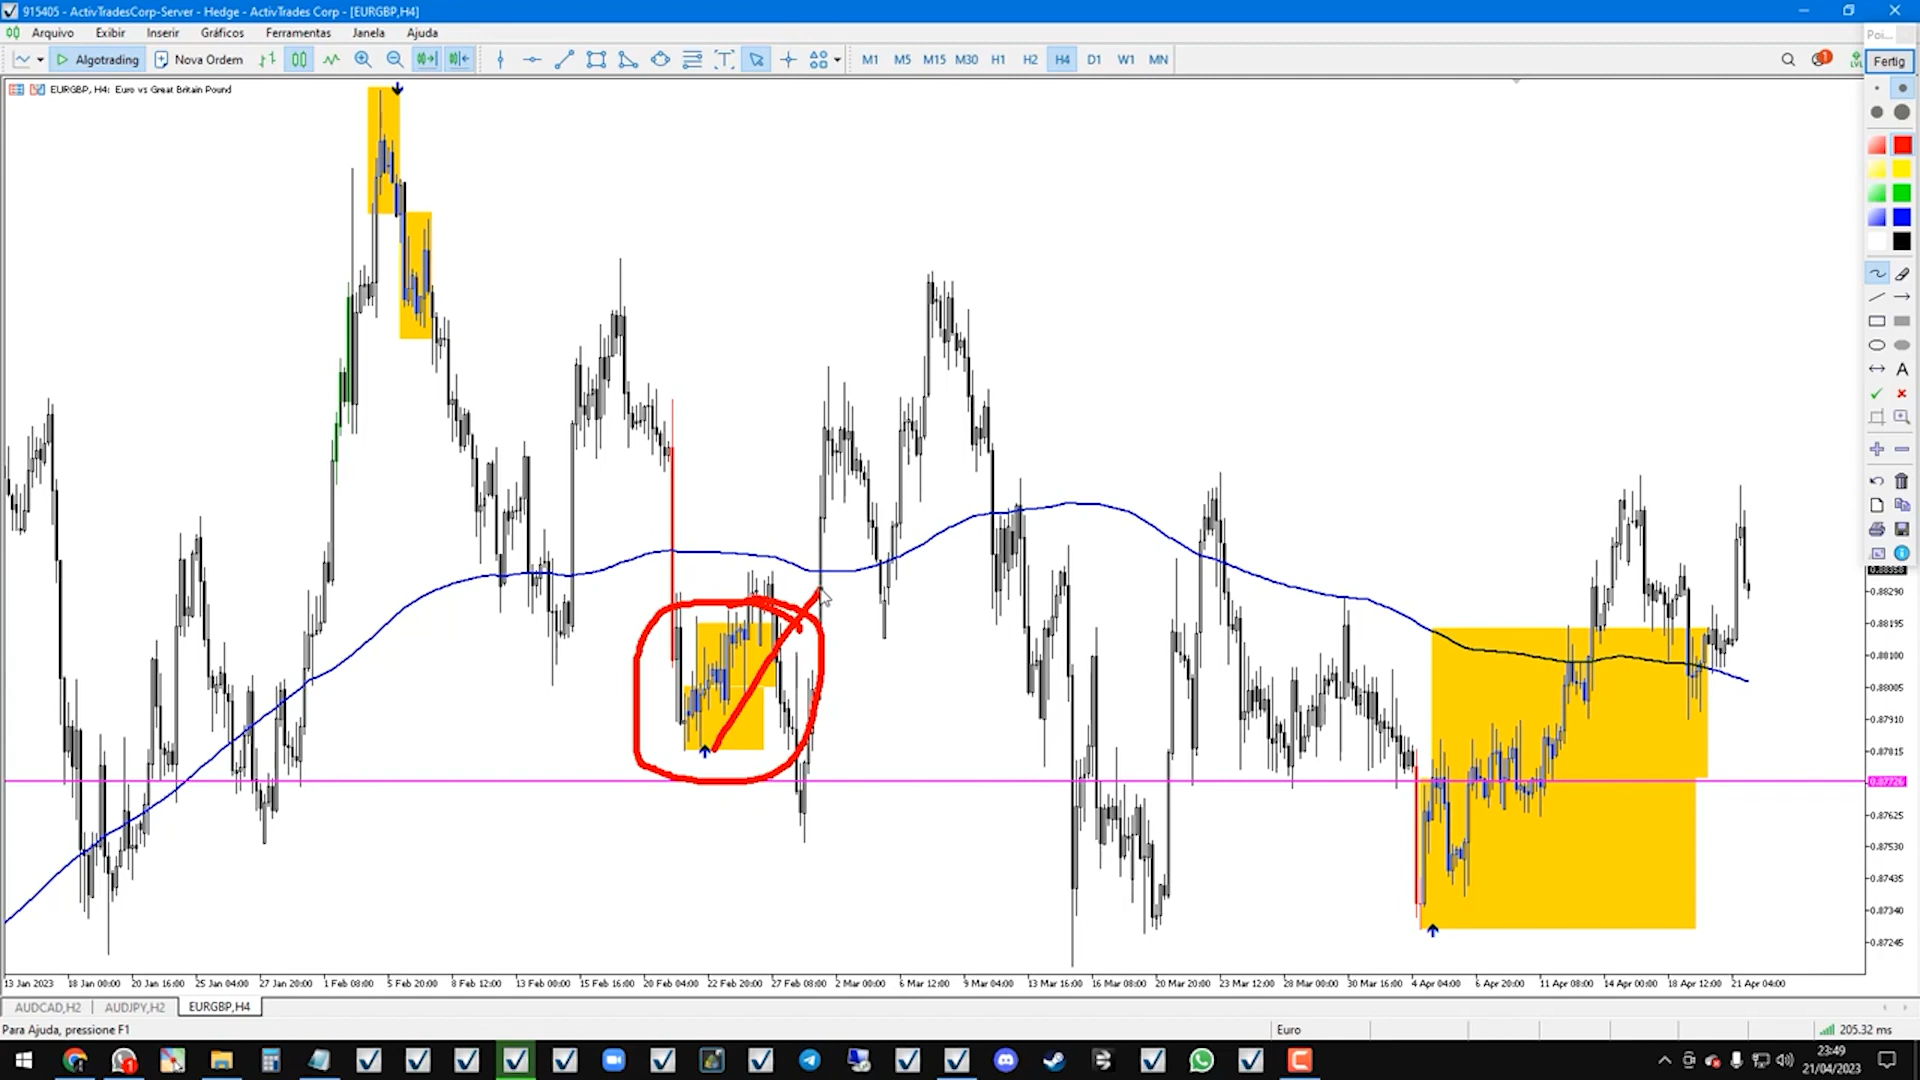 915405 - ActivTradesCorp-Server - Hedge - ActivTrades Corp - [EURGBP,H4]
Arquivo Exibir Inserir Gráficos Ferramentas Janela Ajuda
Poi...
Algotrading Nova Ordem M1 M5 M15 M30 H1 H2 H4 D1 W1 MN
1
LVL
Fertig
EURGBP, H4: Euro vs Great Britain Pound
A
0.88358
0.88290
0.88195
0.88100
0.88005
0.87910
0.87815
0.87726
0.87625
0.87530
0.87435
0.87340
0.87245
13 Jan 2023 18 Jan 00:00 20 Jan 16:00 25 Jan 04:00 27 Jan 20:00 1 Feb 08:00 5 Feb 20:00 8 Feb 12:00 13 Feb 00:00 15 Feb 16:00 20 Feb 04:00 22 Feb 20:00 27 Feb 08:00 2 Mar 00:00 6 Mar 12:00 9 Mar 04:00 13 Mar 16:00 16 Mar 08:00 20 Mar 20:00 23 Mar 12:00 28 Mar 00:00 30 Mar 16:00 4 Apr 04:00 6 Apr 20:00 11 Apr 08:00 14 Apr 00:00 18 Apr 12:00 21 Apr 04:00
AUDCAD,H2 AUDJPY,H2 EURGBP,H4
Para Ajuda, pressione F1 Euro 205.32 ms
1
23:49
21/04/2023